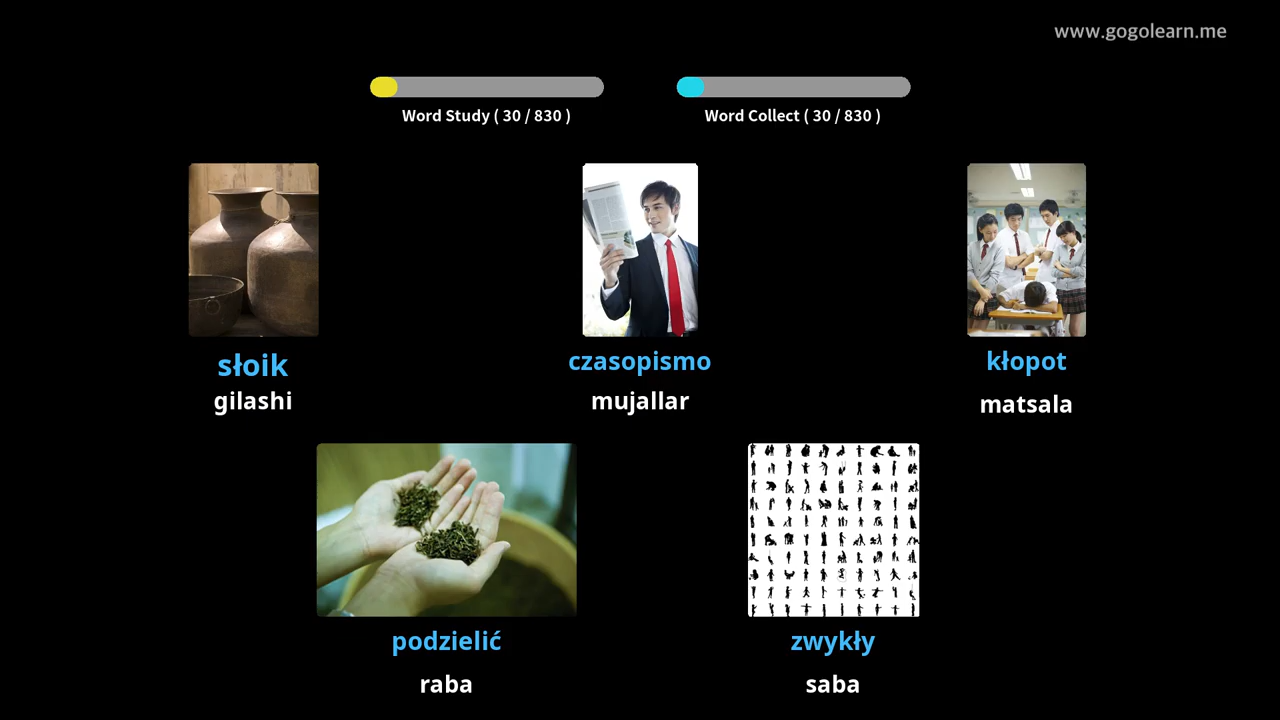 www.gogolearn.me
Word Study ( 30 / 830 )
Word Collect ( 30 / 830 )
słoik
gilashi
czasopismo
mujallar
kłopot
matsala
podzielić
raba
zwykły
saba